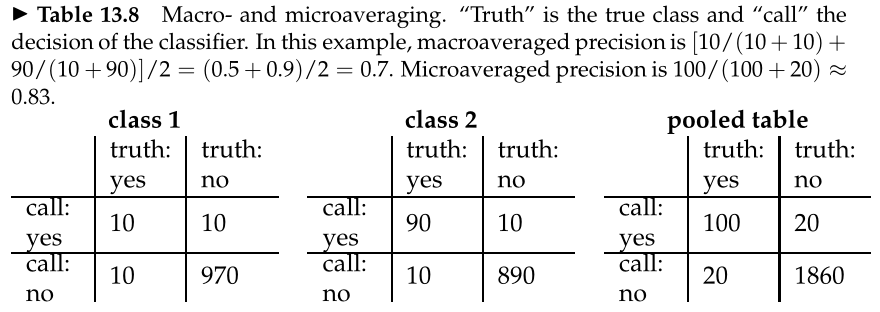 ► Table 13.8 Macro- and microaveraging. “Truth” is the true class and “call” the
decision of the classifier. In this example, macroaveraged precision is [10/(10 + 10) +
90/(10 + 90)]/2 = (0.5 + 0.9)/2 = 0.7. Microaveraged precision is 100/(100 + 20) ≈
0.83.
class 1 class 2 pooled table
truth: truth: truth: truth: truth: truth:
yes no yes no yes no
call: call: call:
yes 10 10 yes 90 10 yes 100 20
call: call: call:
no 10 970 no 10 890 no 20 1860